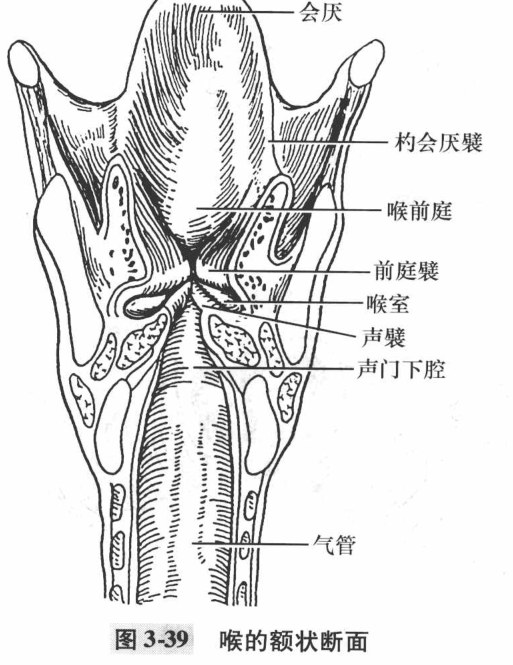 会厌
杓会厌襞
喉前庭
前庭襞
喉室
声襞
声门下腔
气管
图 3-39 喉的额状断面